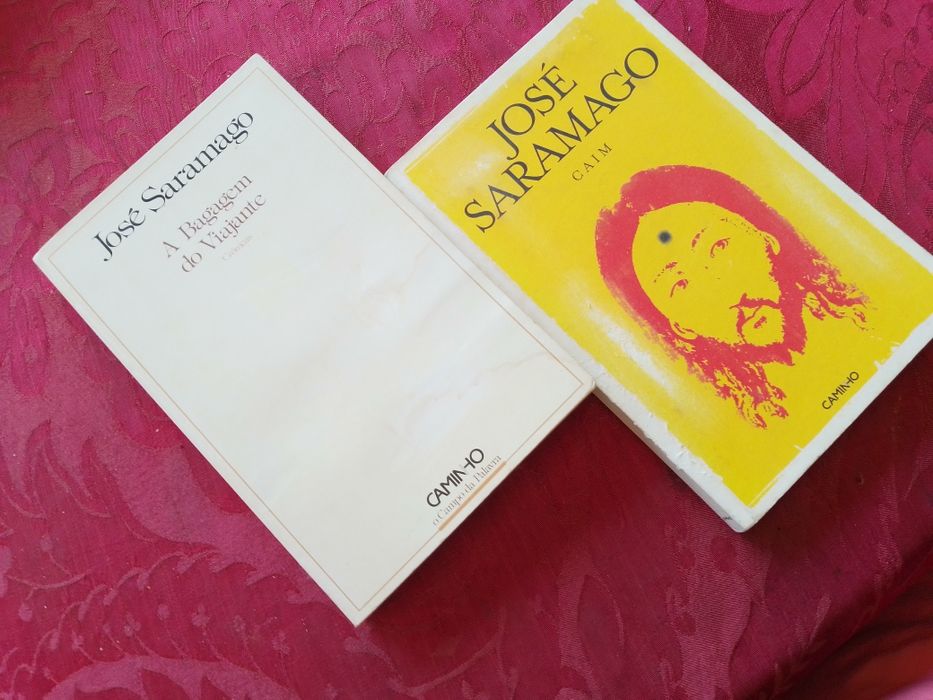 José Saramago
A Bagagem
do Viajante
Crónicas
CAMINHO
o Campo da Palavra
JOSÉ
SARAMAGO
CAIM
CAMINHO